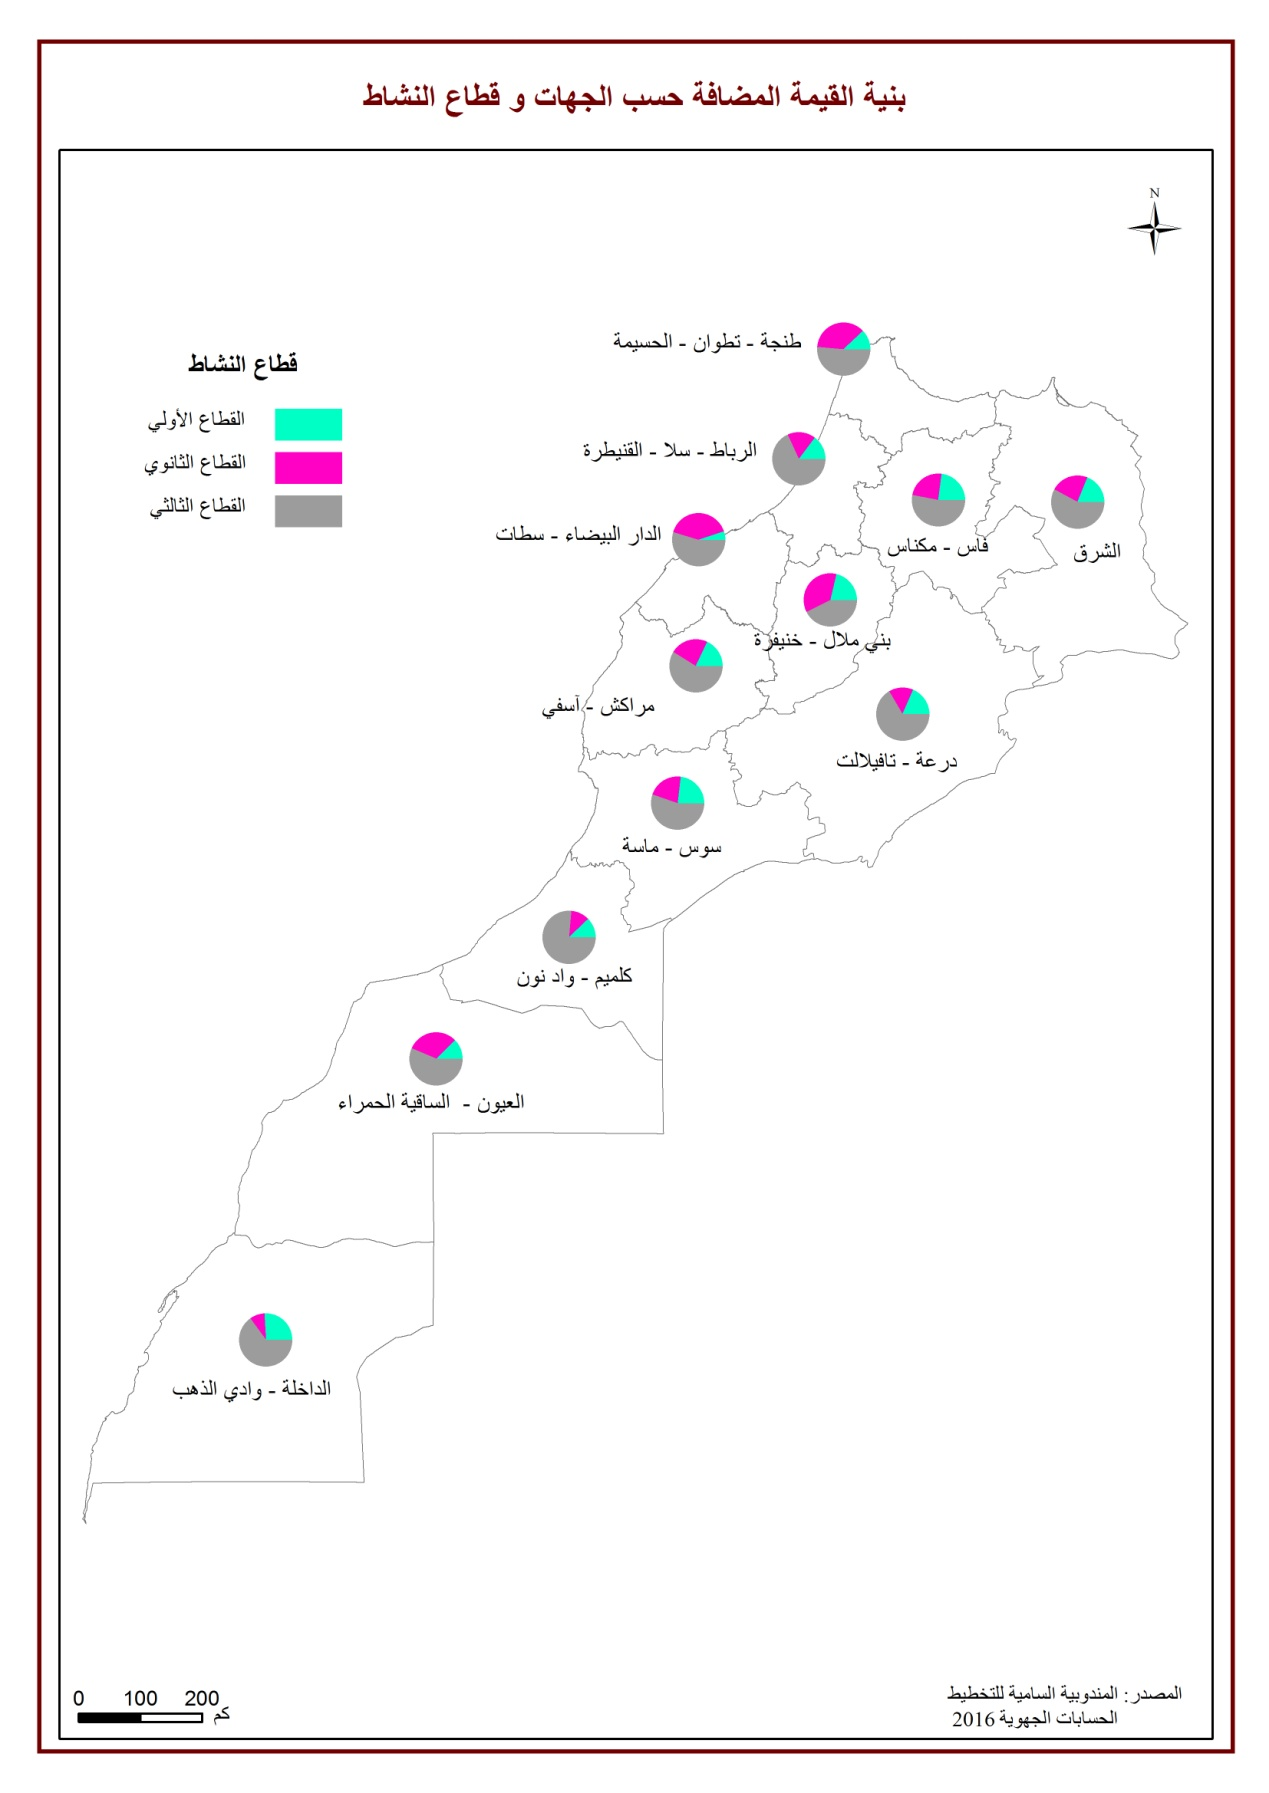 بنية القيمة المضافة حسب الجهات و قطاع النشاط
N
طنجة - تطوان - الحسيمة
قطاع النشاط
القطاع الأولي
القطاع الثانوي
القطاع الثالثي
الرباط - سلا - القنيطرة
الدار البيضاء - سطات
فاس - مكناس
الشرق
بني ملال - خنيفرة
مراكش - آسفي
درعة - تافيلالت
سوس - ماسة
كلميم - واد نون
العيون - الساقية الحمراء
الداخلة - وادي الذهب
0 100 200
كم
المصدر: المندوبية السامية للتخطيط
الحسابات الجهوية 2016